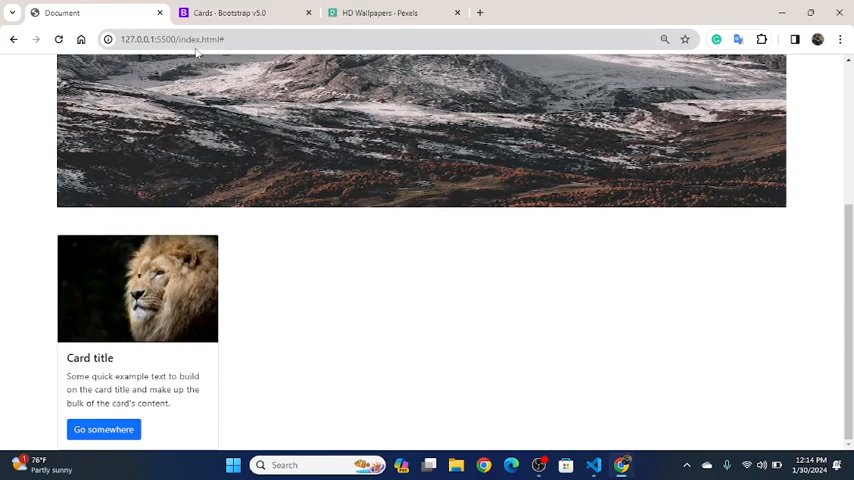 Document
Cards · Bootstrap v5.0
HD Wallpapers - Pexels
127.0.0.1:5500/index.html#
Card title
Some quick example text to build
on the card title and make up the
bulk of the card's content.
Go somewhere
1
76°F
Partly sunny
Search
12:14 PM
1/30/2024